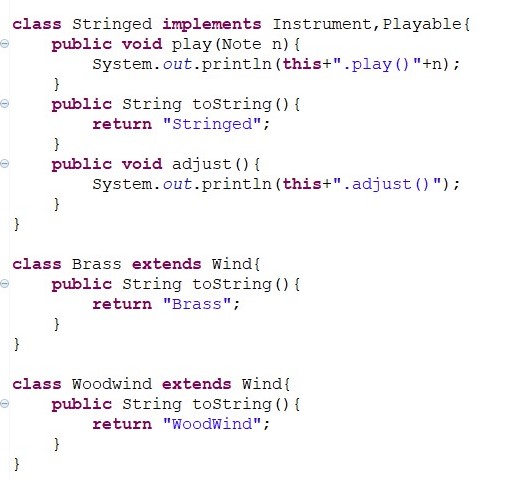 class Stringed implements Instrument,Playable{
    public void play(Note n){
        System.out.println(this+".play()"+n);
    }
    public String toString(){
        return "Stringed";
    }
    public void adjust(){
        System.out.println(this+".adjust()");
    }
}

class Brass extends Wind{
    public String toString(){
        return "Brass";
    }
}

class Woodwind extends Wind{
    public String toString(){
        return "WoodWind";
    }
}